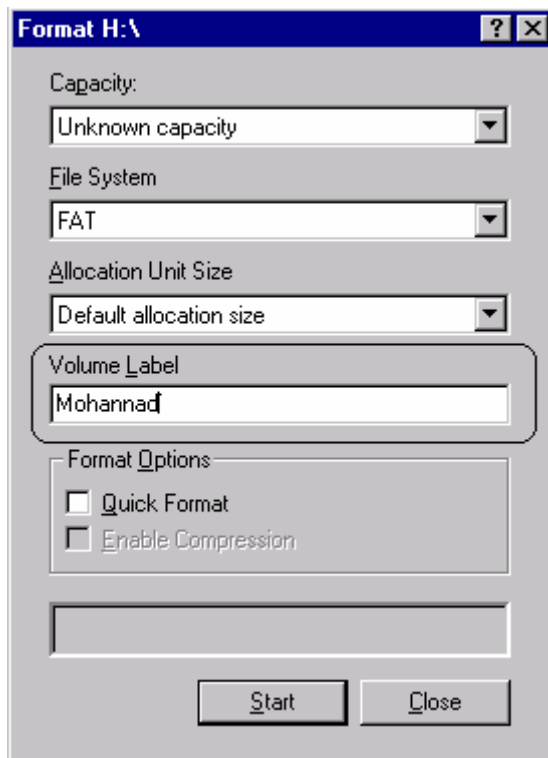 Format H:\
Capacity:
Unknown capacity
File System
FAT
Allocation Unit Size
Default allocation size
Volume Label
Mohannad
Format Options
Quick Format
Enable Compression
Start
Close